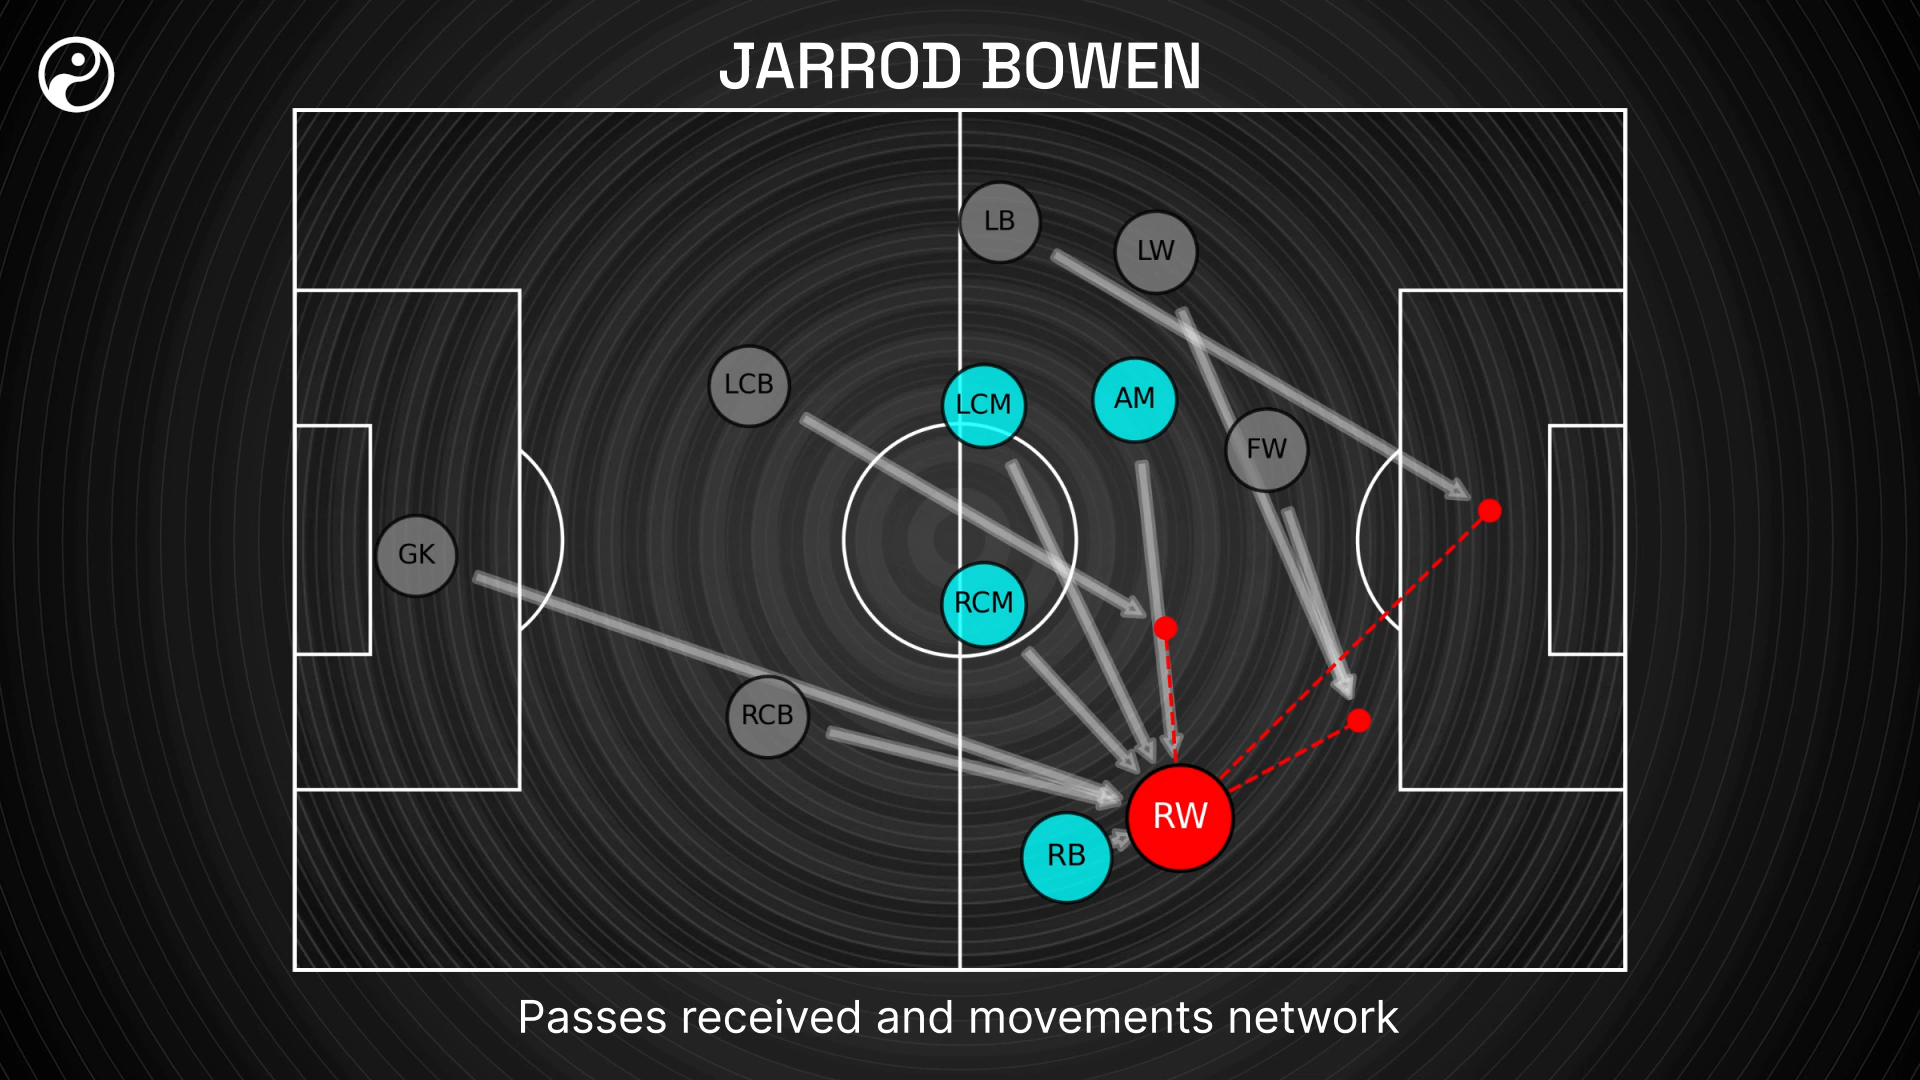 JARROD BOWEN
LB
LW
LCB
LCM
AM
FW
GK
RCM
RCB
RW
RB
Passes received and movements network